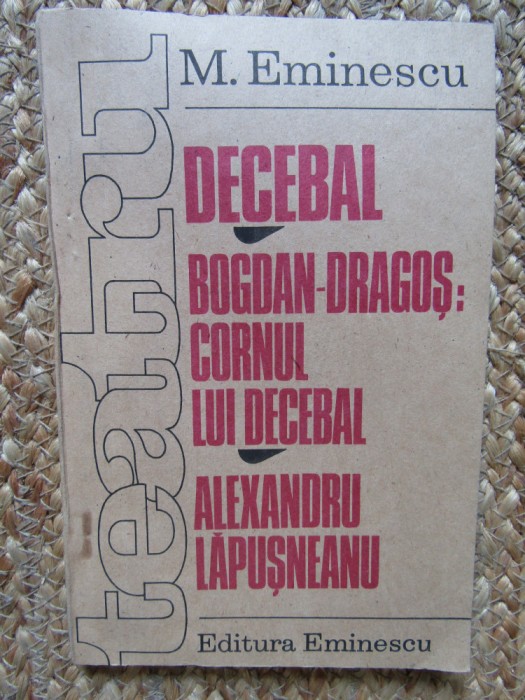 teatru
M. Eminescu
DECEBAL
BOGDAN-DRAGOȘ:
CORNUL
LUI DECEBAL
ALEXANDRU
LĂPUȘNEANU
Editura Eminescu